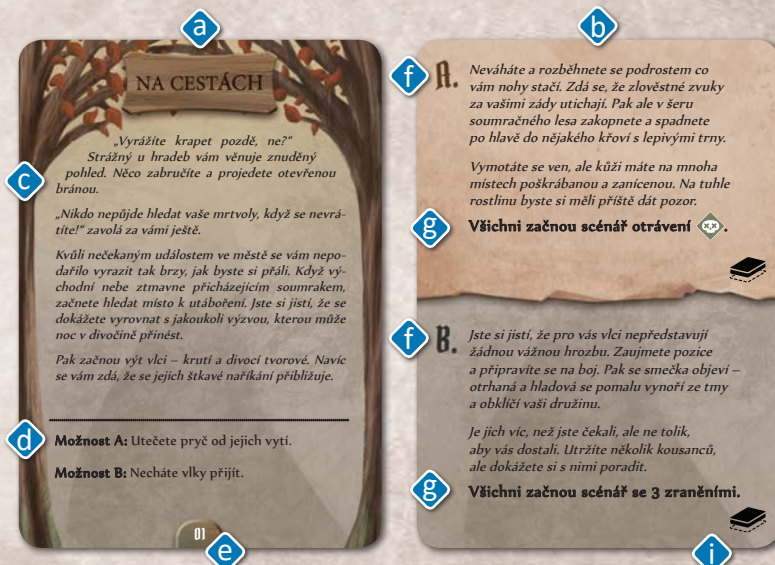 a
b
NA CESTÁCH
„Vyrážíte krapet pozdě, ne?“
Strážný u hradeb vám věnuje znuděný
pohled. Něco zabručíte a projedete otevřenou
bránou.
c
„Nikdo nepůjde hledat vaše mrtvoly, když se nevrá-
títe!“ zavolá za vámi ještě.
Kvůli nečekaným událostem ve městě se vám nepo-
dařilo vyrazit tak brzy, jak byste si přáli. Když vý-
chodní nebe ztmavne přicházejícím soumrakem,
začnete hledat místo k utáboření. Jste si jistí, že se
dokážete vyrovnat s jakoukoli výzvou, kterou může
noc v divočině přinést.
Pak začnou výt vlci – krutí a divocí tvorové. Navíc
se vám zdá, že se jejich štkavé naříkání přibližuje.
d
Možnost A: Utečete pryč od jejich vytí.
Možnost B: Necháte vlky přijít.
01
e
f
A.
Neváháte a rozběhnete se podrostem co
vám nohy stačí. Zdá se, že zlověstné zvuky
za vašimi zády utichají. Pak ale v šeru
soumračného lesa zakopnete a spadnete
po hlavě do nějakého křoví s lepivými trny.
Vymotáte se ven, ale kůži máte na mnoha
místech poškrábanou a zanícenou. Na tuhle
rostlinu byste si měli příště dát pozor.
g
Všichni začnou scénář otrávení .
f
B.
Jste si jistí, že pro vás vlci nepředstavují
žádnou vážnou hrozbu. Zaujmete pozice
a připravíte se na boj. Pak se smečka objeví –
otrhaná a hladová se pomalu vynoří ze tmy
a obklíčí vaši družinu.
Je jich víc, než jste čekali, ale ne tolik,
aby vás dostali. Utržíte několik kousanců,
ale dokážete si s nimi poradit.
g
Všichni začnou scénář se 3 zraněními.
i